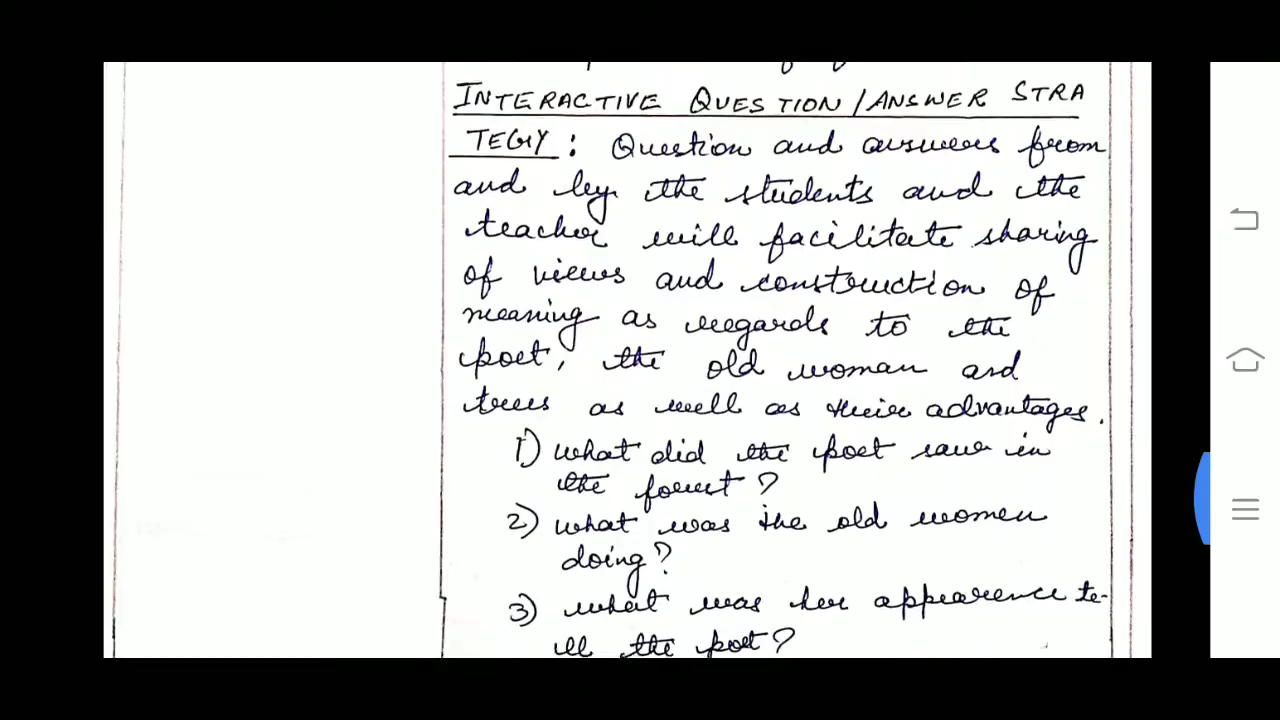 INTERACTIVE QUESTION/ANSWER STRA
TEGY: Question and answers from
and by the students and the
teacher will facilitate sharing
of views and construction of
meaning as regards to the
poet, the old woman and
trees as well as their advantages.
1) what did the poet saw in
the forest?
2) what was the old women
doing?
3) what was her appearence te-
ll the poet?